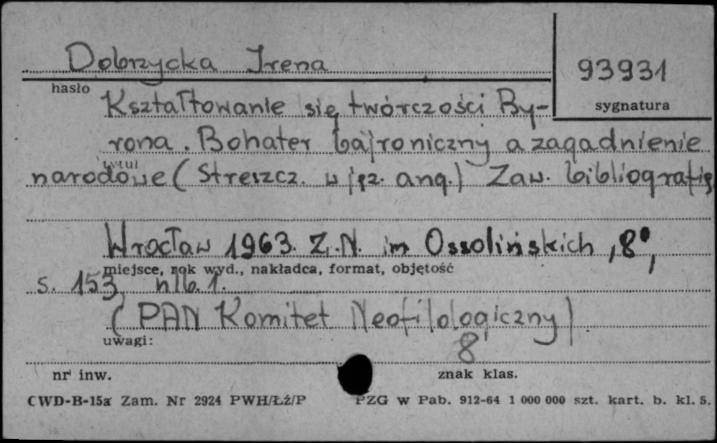 Dobrzycka Irena
93931
hasło
sygnatura
Kształtowanie się twórczości By-
rona. Bohater bajroniczny a zagadnienie
tytuł
narodowe (Streszcz. w jęz. ang.) Zaw. bibliografię
Wrocław 1963. Z.N. im Ossolińskich, 8°,
miejsce, rok wyd., nakładca, format, objętość
s. 153, nlb. 1.
(PAN Komitet Neofilologiczny)
uwagi:
8
nr inw.
znak klas.
CWD-B-15a Zam. Nr 2924 PWH/Łź/P
PZG w Pab. 912-64 1 000 000 szt. kart. b. kl. 5.